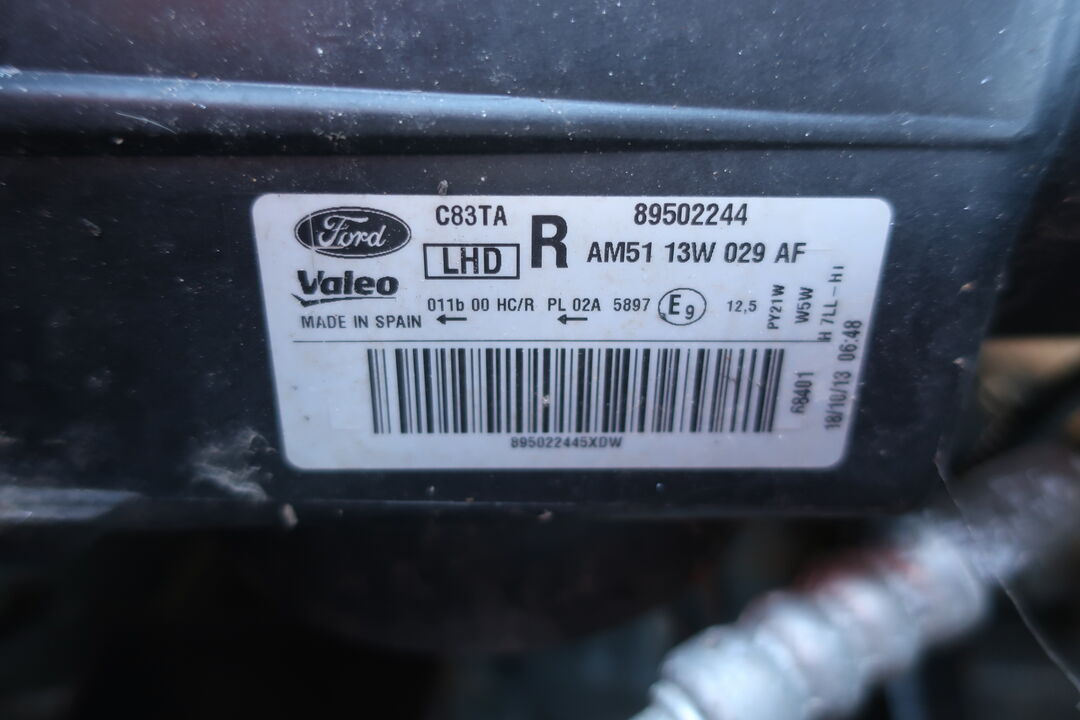 Ford
C83TA
89502244
LHD
R
AM51 13W 029 AF
Valeo
011b 00 HC/R PL 02A 5897 E9 12,5
MADE IN SPAIN ← ←
PY21W
W5W
H 7LL-H1
68401
18/10/13 06:48
895022445XDW